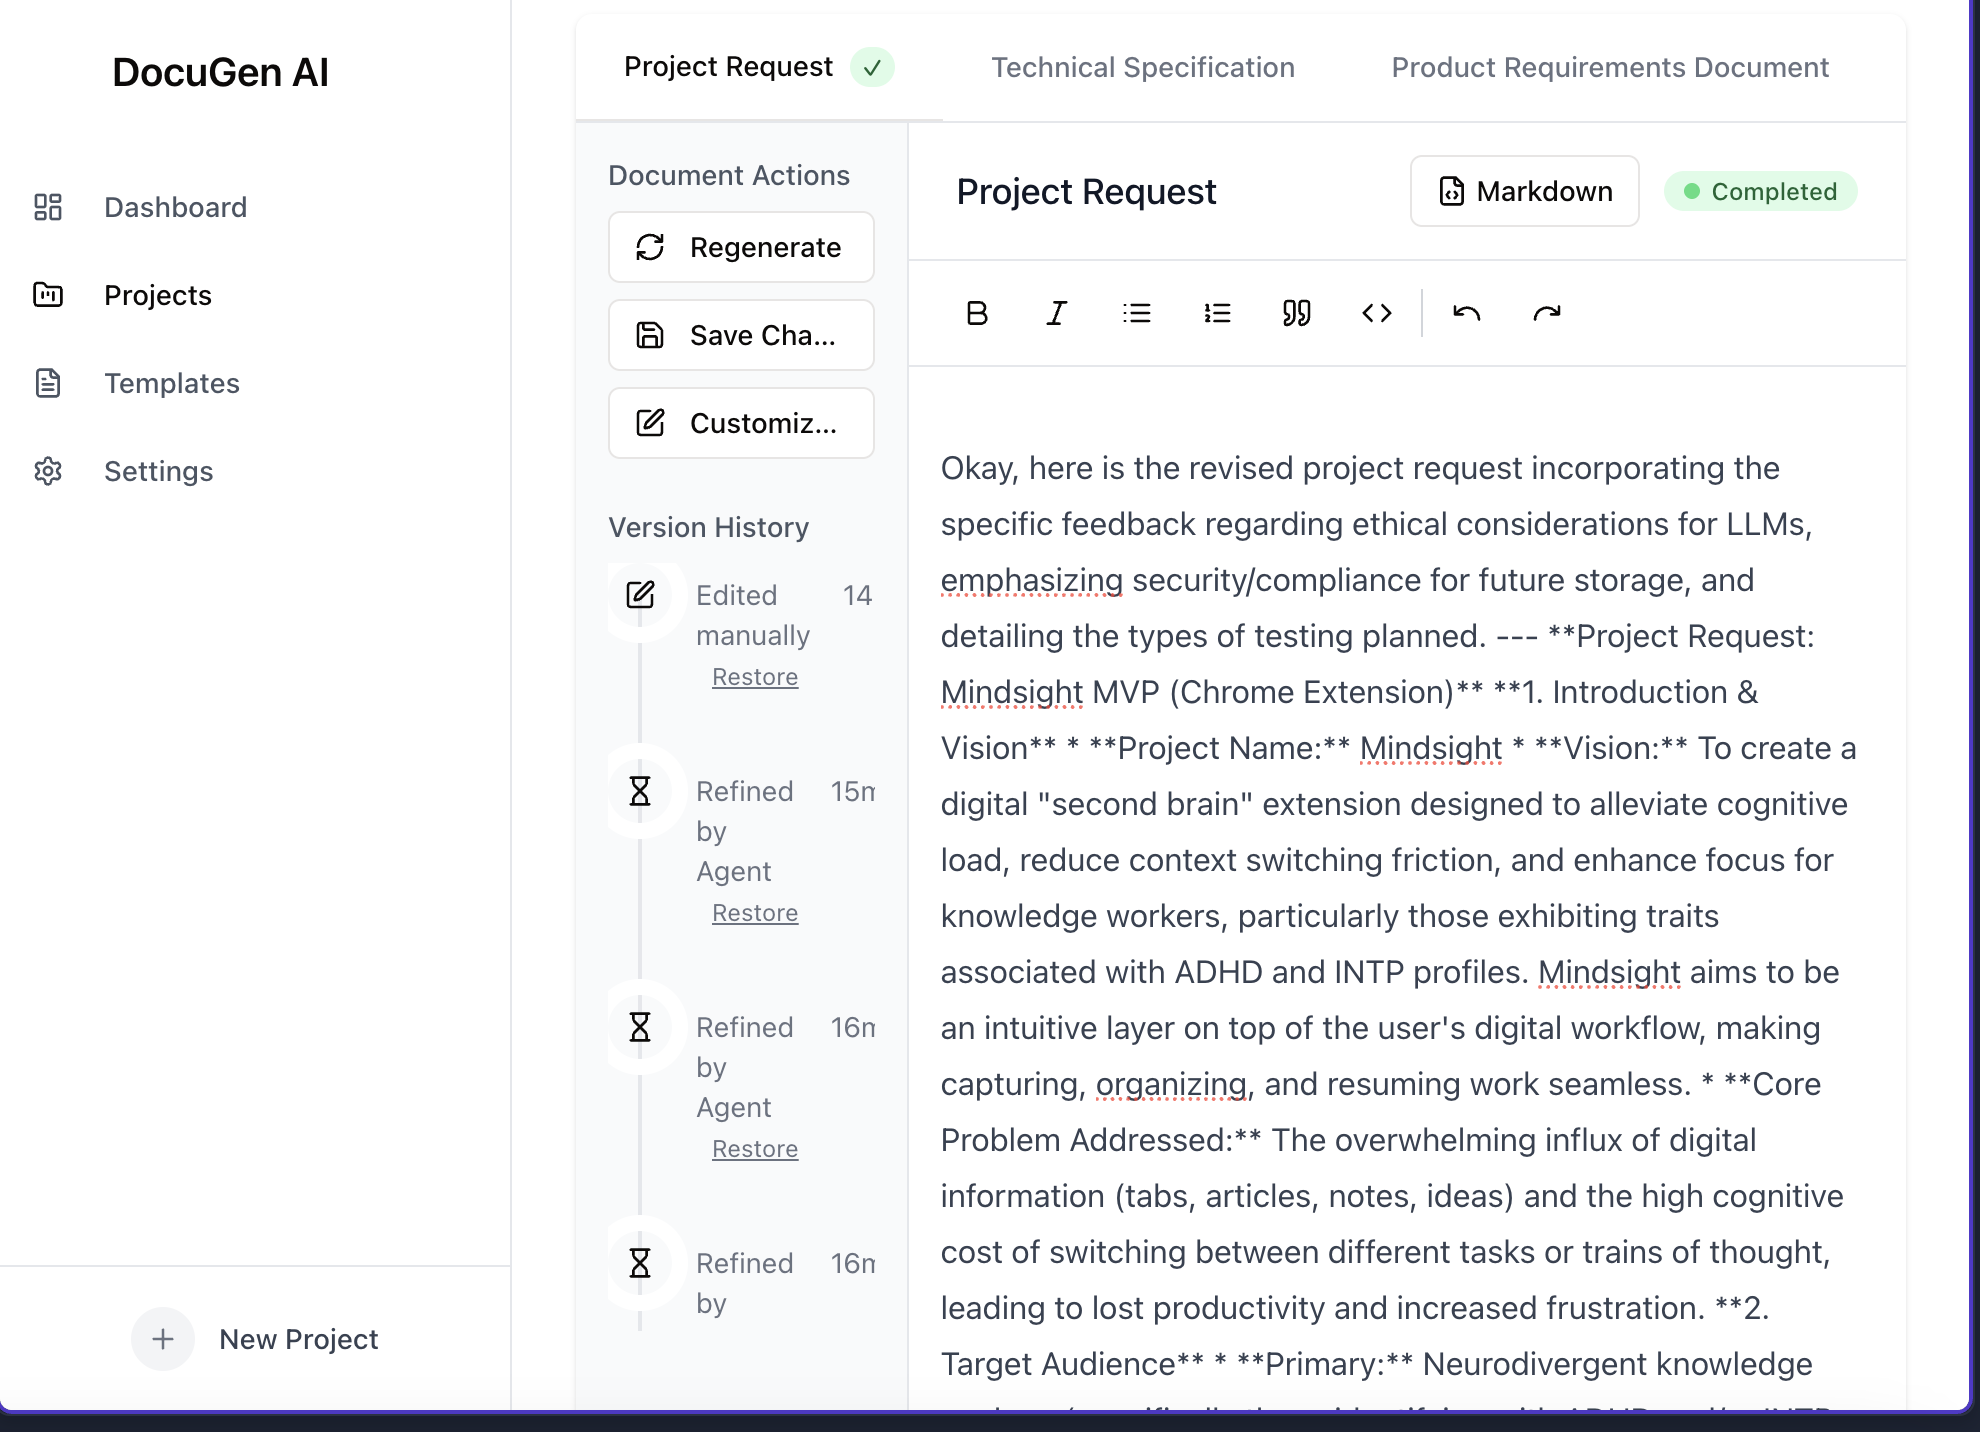 DocuGen AI
Dashboard
Projects
Templates
Settings
New Project
Project Request
Technical Specification
Product Requirements Document
Document Actions
Regenerate
Save Cha...
Customiz...
Version History
Edited 14
manually
Restore
Refined 15m
by
Agent
Restore
Refined 16m
by
Agent
Restore
Refined 16m
by
Project Request
Markdown
Completed
Okay, here is the revised project request incorporating the
specific feedback regarding ethical considerations for LLMs,
emphasizing security/compliance for future storage, and
detailing the types of testing planned. --- **Project Request:
Mindsight MVP (Chrome Extension)** **1. Introduction &
Vision** * **Project Name:** Mindsight * **Vision:** To create a
digital "second brain" extension designed to alleviate cognitive
load, reduce context switching friction, and enhance focus for
knowledge workers, particularly those exhibiting traits
associated with ADHD and INTP profiles. Mindsight aims to be
an intuitive layer on top of the user's digital workflow, making
capturing, organizing, and resuming work seamless. * **Core
Problem Addressed:** The overwhelming influx of digital
information (tabs, articles, notes, ideas) and the high cognitive
cost of switching between different tasks or trains of thought,
leading to lost productivity and increased frustration. **2.
Target Audience** * **Primary:** Neurodivergent knowledge